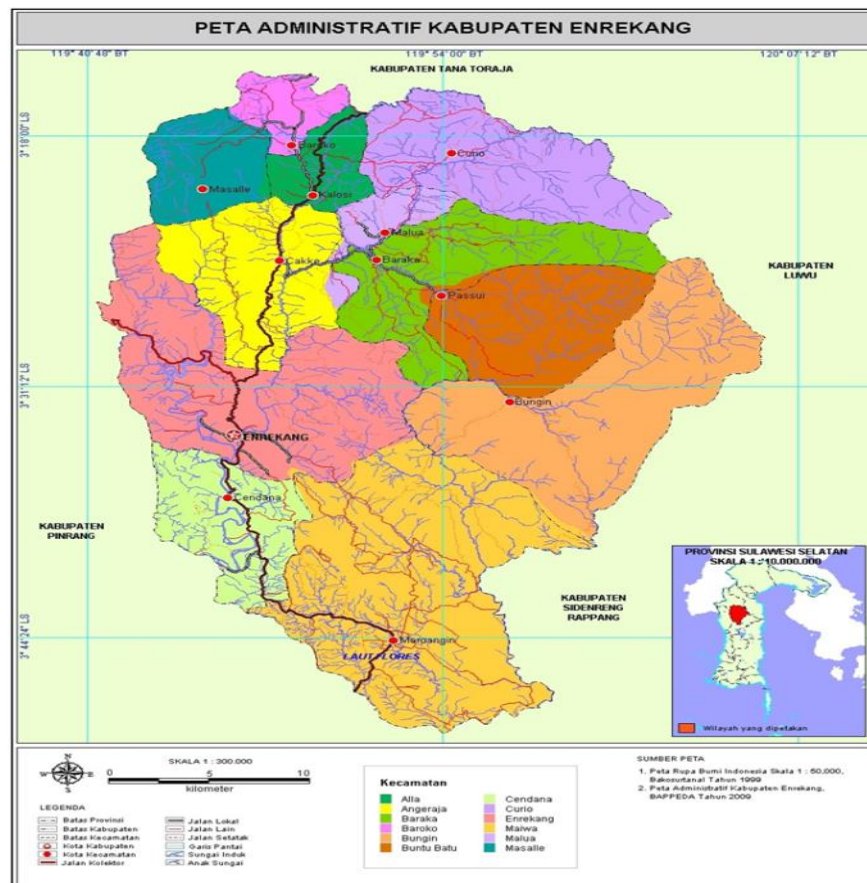 PETA ADMINISTRATIF KABUPATEN ENREKANG
119° 40' 48" BT
119° 54' 00" BT
120° 07' 12" BT
KABUPATEN TANA TORAJA
3° 18' 00" LS
Baroko
Curio
Masalle
Kalosi
Malua
Cakke
Baraka
KABUPATEN
LUWU
Passui
3° 31' 12" LS
Bungin
ENREKANG
Cendana
KABUPATEN
PINRANG
KABUPATEN
SIDENRENG
RAPPANG
3° 44' 24" LS
Maroangin
LAUT FLORES
PROVINSI SULAWESI SELATAN
SKALA 1 : 10.000.000
Wilayah yang dipetakan
N
W
E
S
SKALA 1 : 300.000
0 5 10
kilometer
LEGENDA
Batas Provinsi
Batas Kabupaten
Batas Kecamatan
Kota Kabupaten
Kota Kecamatan
Jalan Kolektor
Jalan Lokal
Jalan Lain
Jalan Setatak
Garis Pantai
Sungai Induk
Anak Sungai
Kecamatan
Alla
Angeraja
Baraka
Baroko
Bungin
Buntu Batu
Cendana
Curio
Enrekang
Maiwa
Malua
Masalle
SUMBER PETA
1. Peta Rupa Bumi Indonesia Skala 1 : 50,000,
Bakosurtanal Tahun 1999
2. Peta Administratif Kabupaten Enrekang,
BAPPEDA Tahun 2009